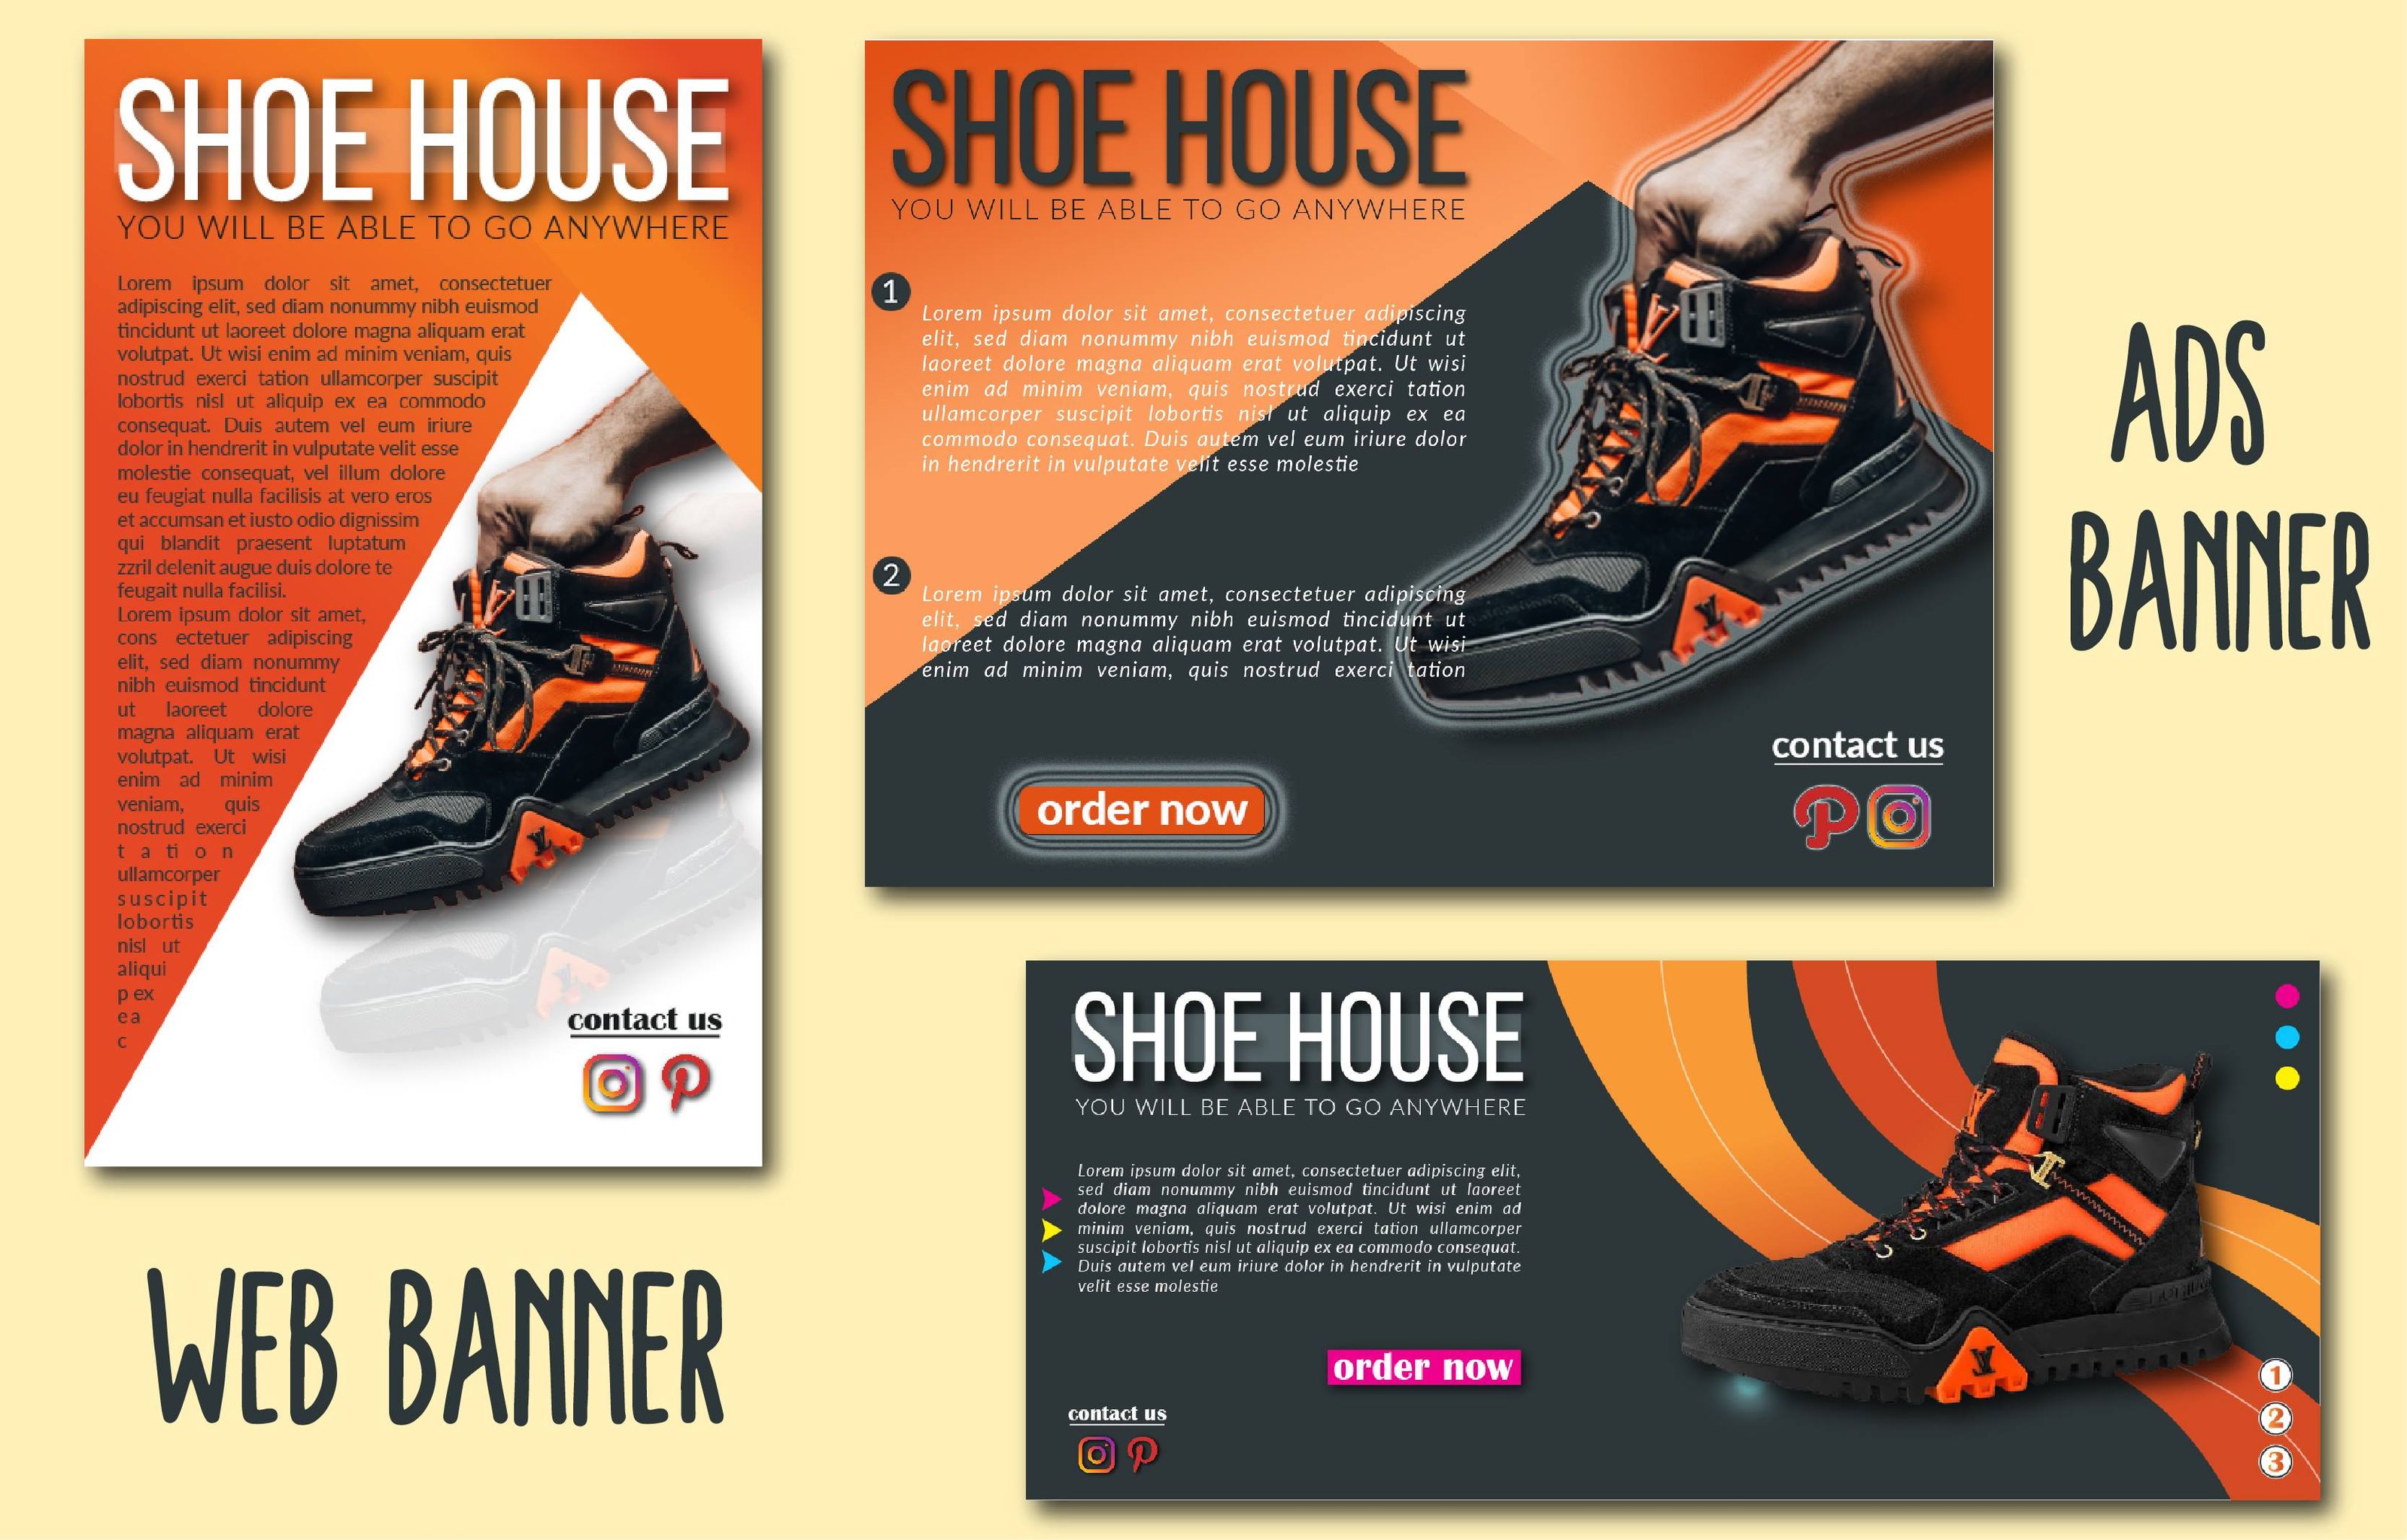 SHOE HOUSE
YOU WILL BE ABLE TO GO ANYWHERE
Lorem ipsum dolor sit amet, consectetuer
adipiscing elit, sed diam nonummy nibh euismod
tincidunt ut laoreet dolore magna aliquam erat
volutpat. Ut wisi enim ad minim veniam, quis
nostrud exerci tation ullamcorper suscipit
lobortis nisl ut aliquip ex ea commodo
consequat. Duis autem vel eum iriure
dolor in hendrerit in vulputate velit esse
molestie consequat, vel illum dolore
eu feugiat nulla facilisis at vero eros
et accumsan et iusto odio dignissim
qui blandit praesent luptatum
zzril delenit augue duis dolore te
feugait nulla facilisi.
Lorem ipsum dolor sit amet,
cons ectetuer adipiscing
elit, sed diam nonummy
nibh euismod tincidunt
ut laoreet dolore
magna aliquam erat
volutpat. Ut wisi
enim ad minim
veniam, quis
nostrud exerci
tation
ullamcorper
suscipit
lobortis
nisl ut
aliqui
p ex
ea
c
contact us
WEB BANNER
SHOE HOUSE
YOU WILL BE ABLE TO GO ANYWHERE
1
Lorem ipsum dolor sit amet, consectetuer adipiscing
elit, sed diam nonummy nibh euismod tincidunt ut
laoreet dolore magna aliquam erat volutpat. Ut wisi
enim ad minim veniam, quis nostrud exerci tation
ullamcorper suscipit lobortis nisl ut aliquip ex ea
commodo consequat. Duis autem vel eum iriure dolor
in hendrerit in vulputate velit esse molestie
2
Lorem ipsum dolor sit amet, consectetuer adipiscing
elit, sed diam nonummy nibh euismod tincidunt ut
laoreet dolore magna aliquam erat volutpat. Ut wisi
enim ad minim veniam, quis nostrud exerci tation
order now
contact us
ADS
BANNER
SHOE HOUSE
YOU WILL BE ABLE TO GO ANYWHERE
Lorem ipsum dolor sit amet, consectetuer adipiscing elit,
sed diam nonummy nibh euismod tincidunt ut laoreet
dolore magna aliquam erat volutpat. Ut wisi enim ad
minim veniam, quis nostrud exerci tation ullamcorper
suscipit lobortis nisl ut aliquip ex ea commodo consequat.
Duis autem vel eum iriure dolor in hendrerit in vulputate
velit esse molestie
order now
contact us
1
2
3